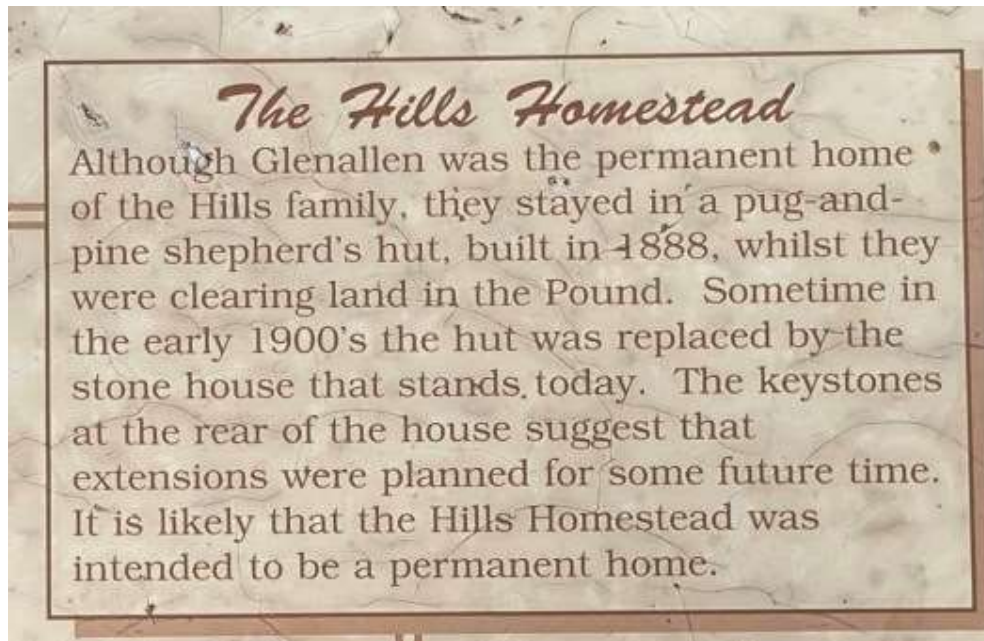 The Hills Homestead
Although Glenallen was the permanent home
of the Hills family, they stayed in a pug-and-
pine shepherd's hut, built in 1888, whilst they
were clearing land in the Pound. Sometime in
the early 1900's the hut was replaced by the
stone house that stands today. The keystones
at the rear of the house suggest that
extensions were planned for some future time.
It is likely that the Hills Homestead was
intended to be a permanent home.